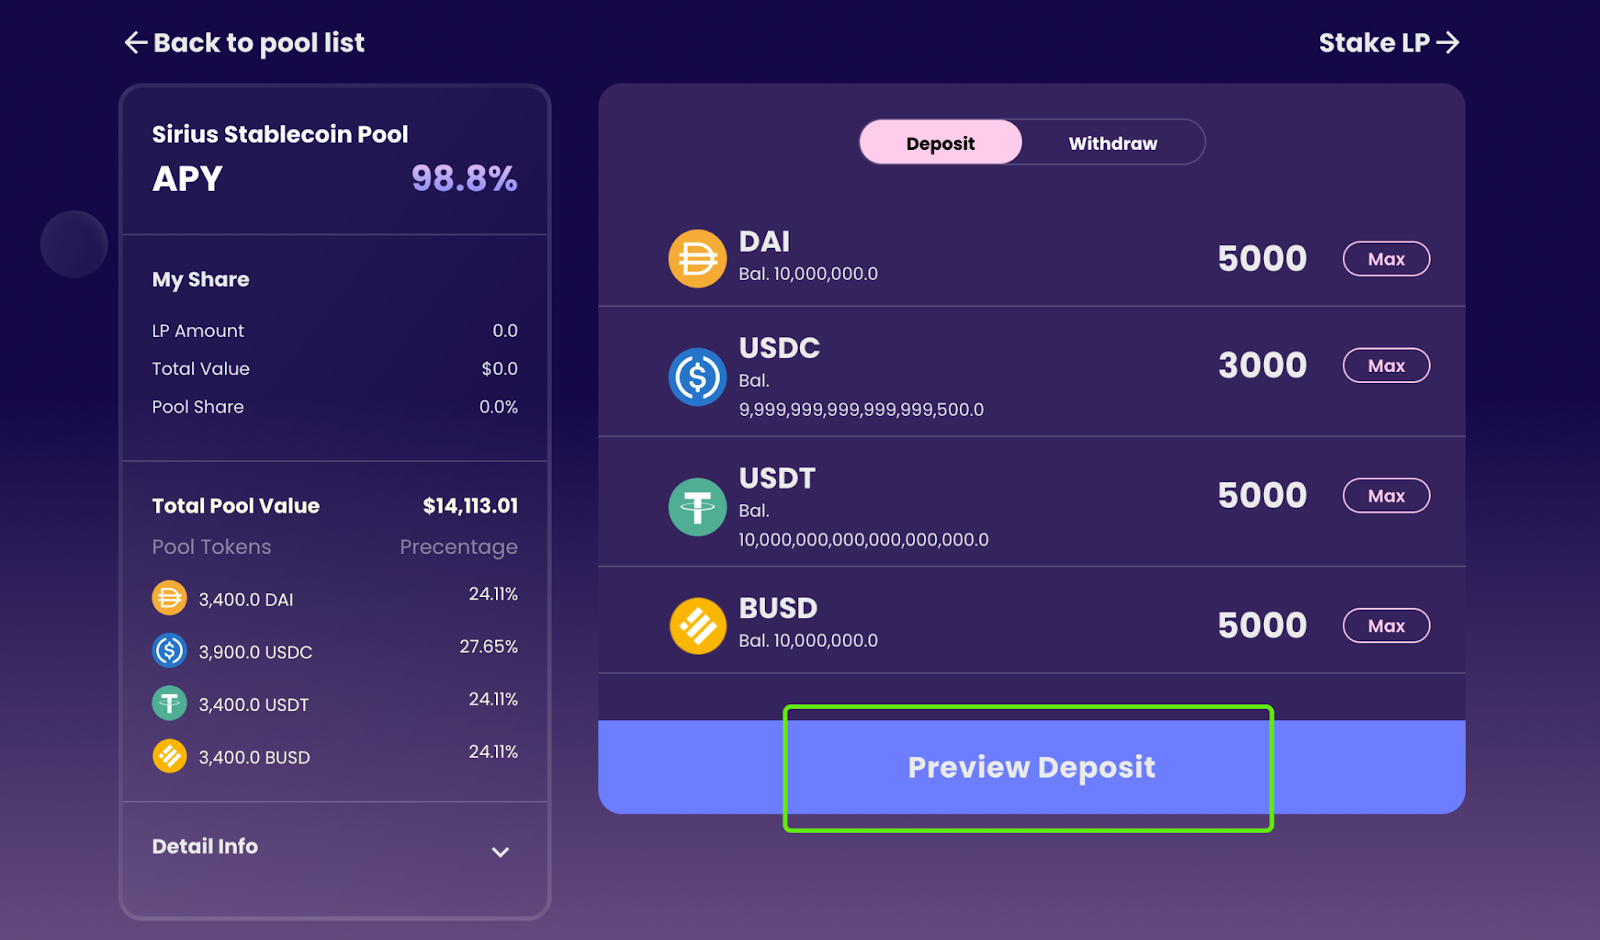 Back to pool list
Stake LP
Sirius Stablecoin Pool
APY 98.8%
My Share
LP Amount 0.0
Total Value $0.0
Pool Share 0.0%
Total Pool Value $14,113.01
Pool Tokens Precentage
3,400.0 DAI 24.11%
3,900.0 USDC 27.65%
3,400.0 USDT 24.11%
3,400.0 BUSD 24.11%
Detail Info
Deposit Withdraw
DAI
Bal. 10,000,000.0
5000 Max
USDC
Bal.
9,999,999,999,999,999,500.0
3000 Max
USDT
Bal.
10,000,000,000,000,000,000.0
5000 Max
BUSD
Bal. 10,000,000.0
5000 Max
Preview Deposit